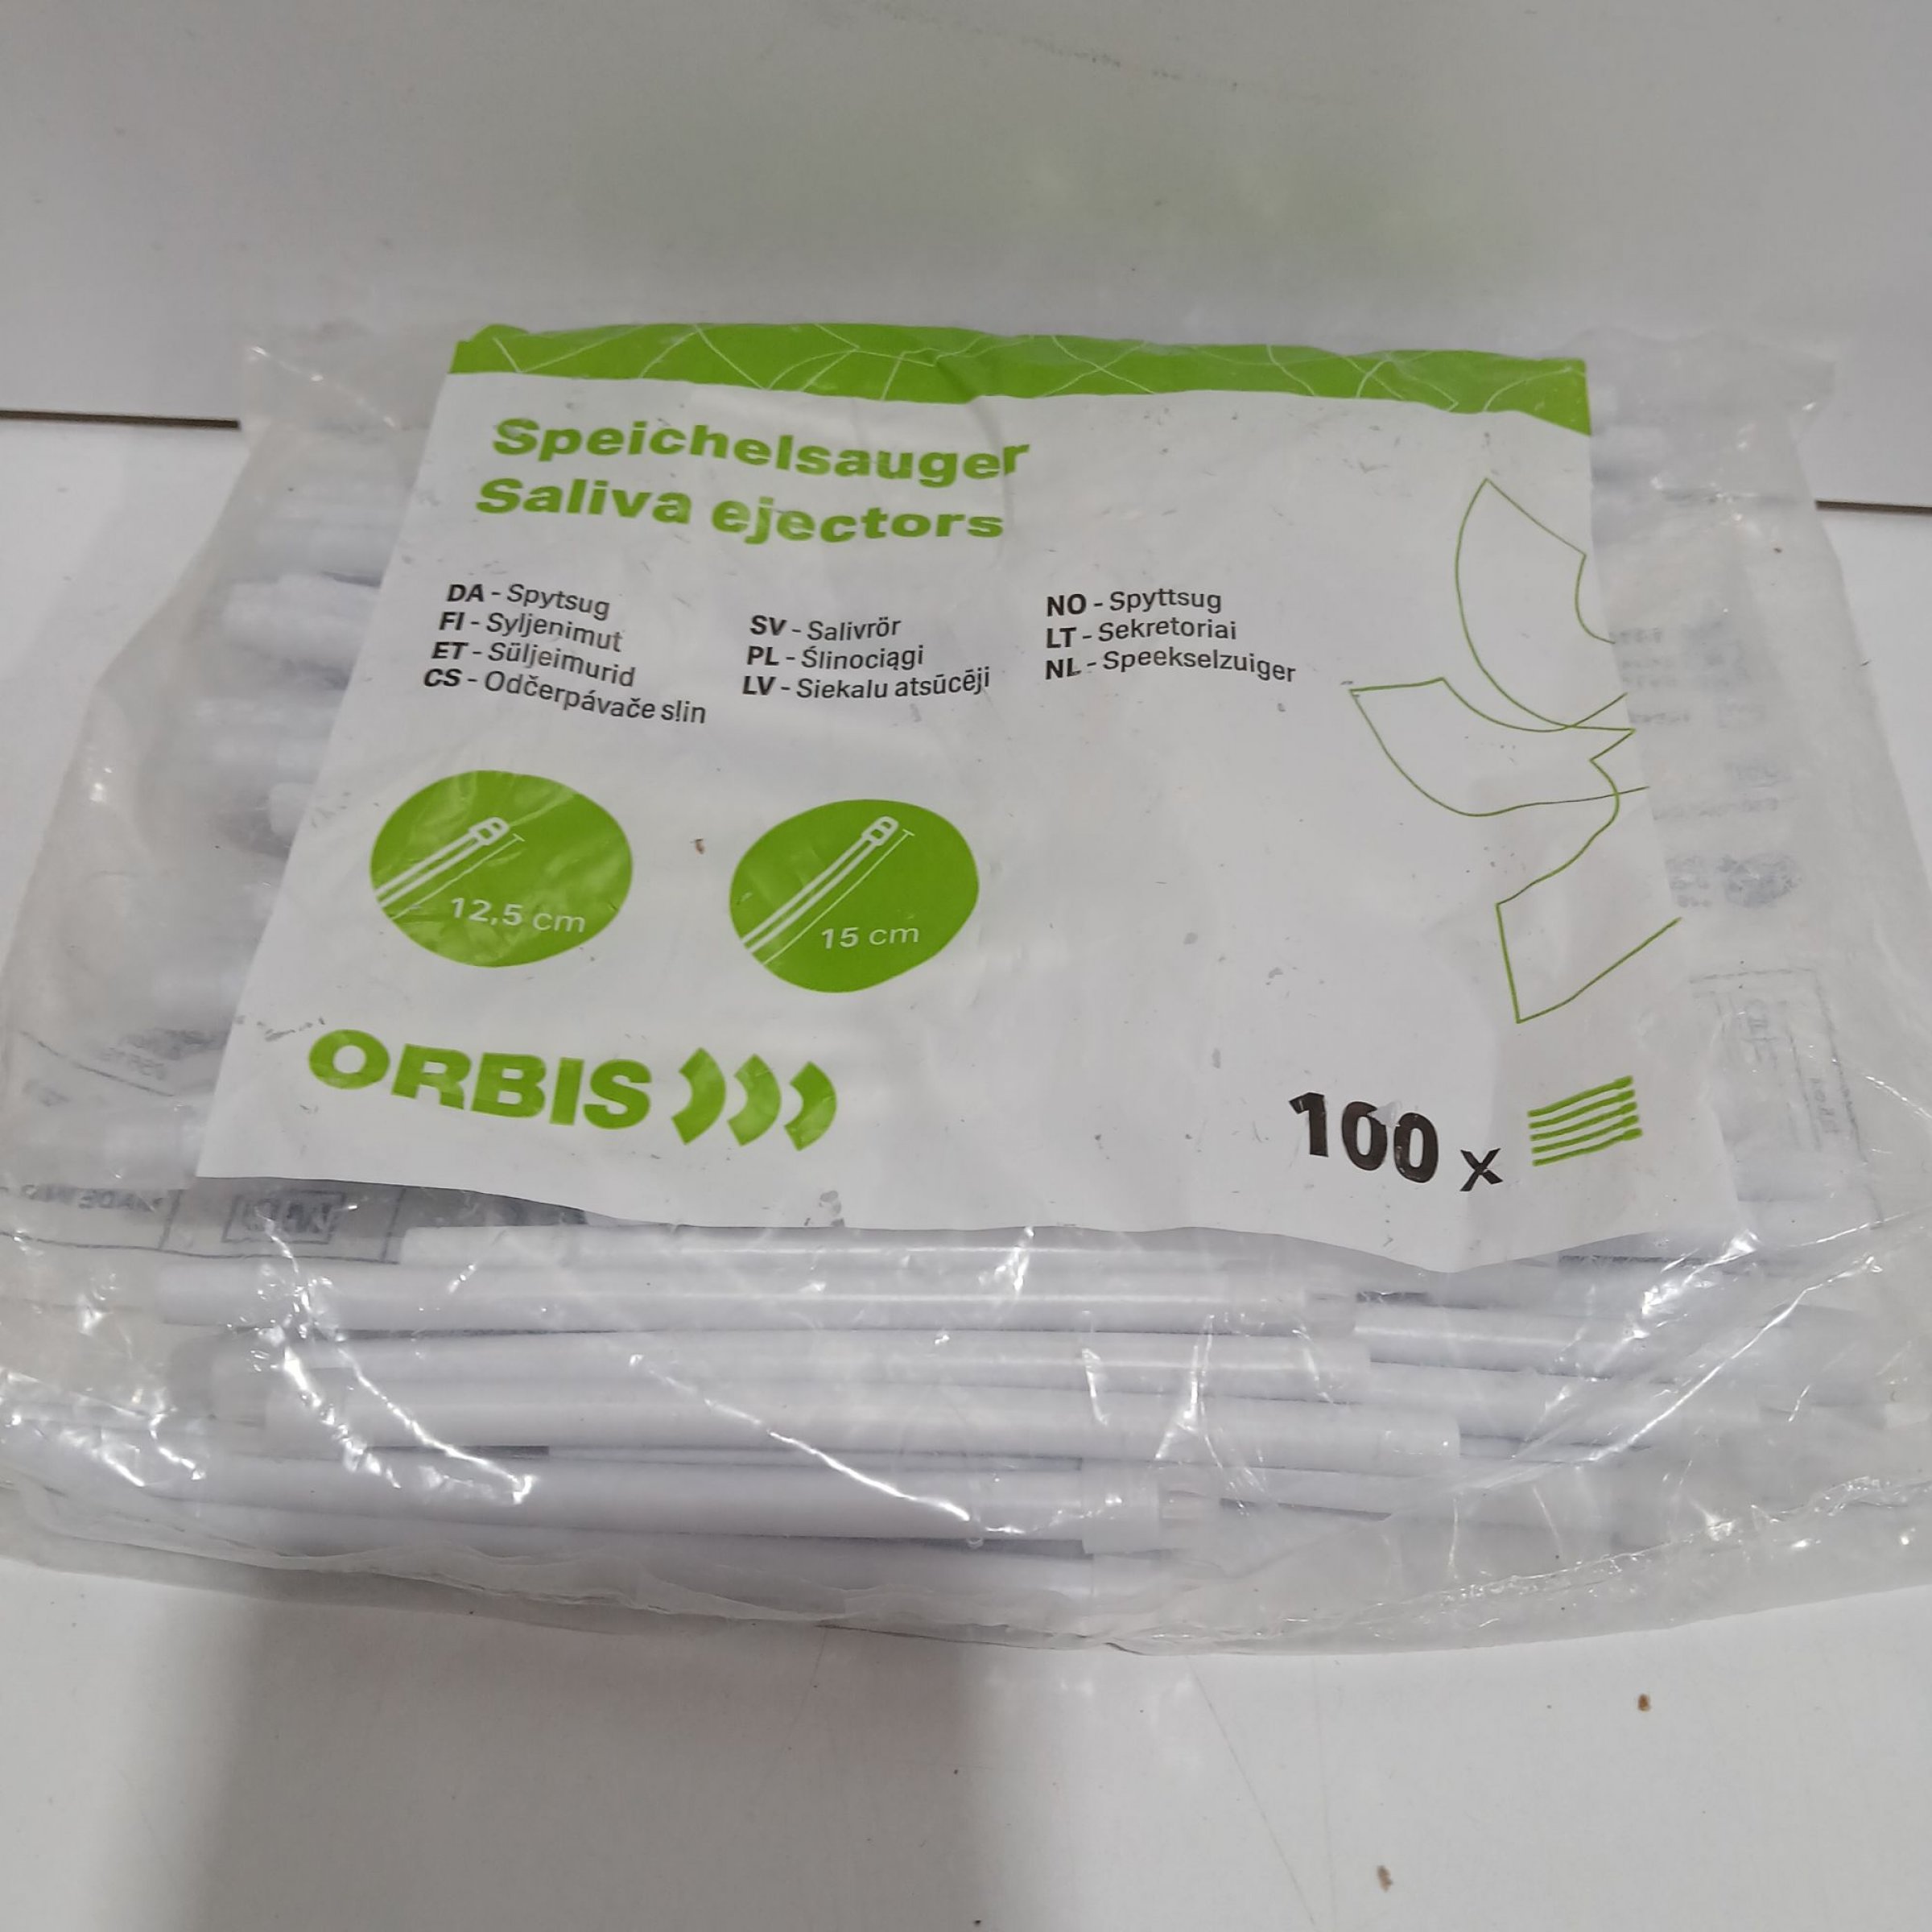 Speichelsauger
Saliva ejectors
DA - Spytsug
FI - Syljenimut
ET - Süljeimurid
CS - Odčerpávače slin
SV - Salivrör
PL - Ślinociągi
LV - Siekalu atsūcēji
NO - Spyttsug
LT - Sekretoriai
NL - Speekselzuiger
12,5 cm
15 cm
ORBIS
100 x
MD